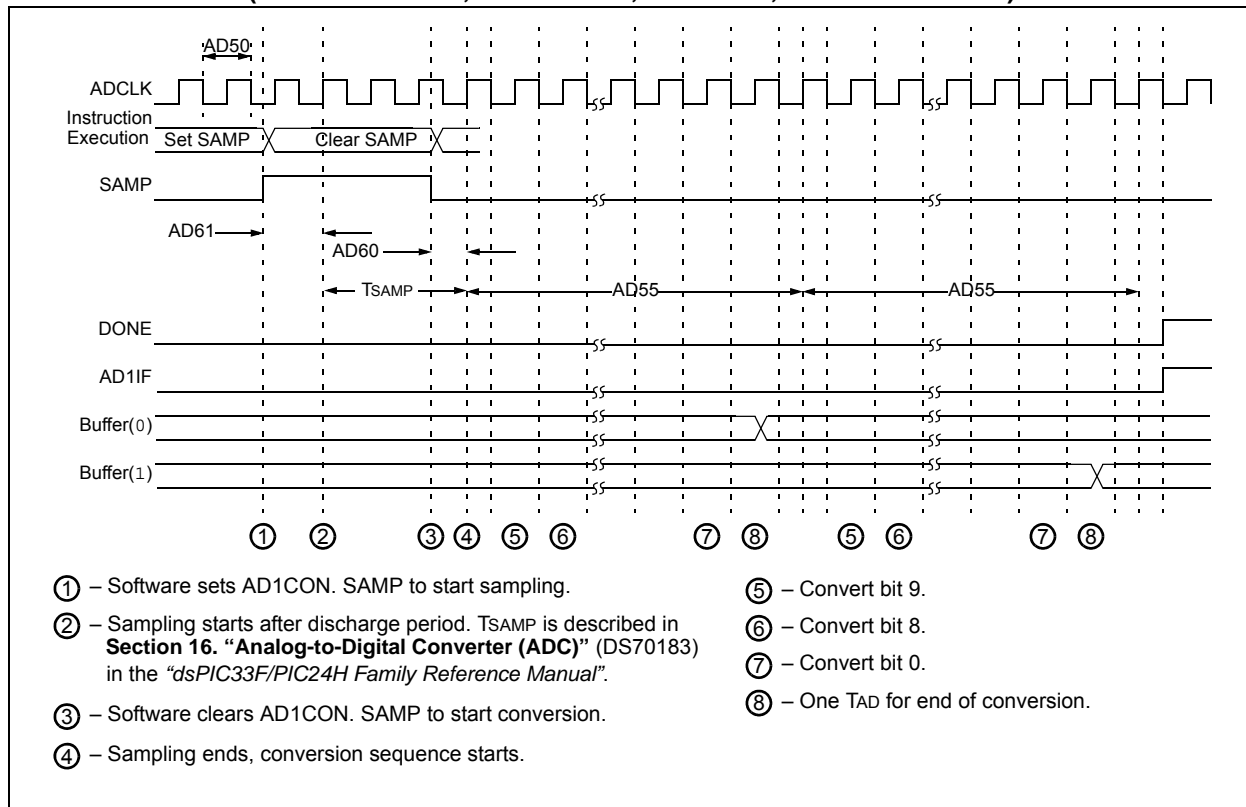 AD50
ADCLK
Instruction
Execution Set SAMP Clear SAMP
SAMP
AD61
AD60
TSAMP AD55 AD55
DONE
AD1IF
Buffer(0)
Buffer(1)
1 2 3 4 5 6 7 8 5 6 7 8
1 – Software sets AD1CON. SAMP to start sampling.
2 – Sampling starts after discharge period. TSAMP is described in
Section 16. “Analog-to-Digital Converter (ADC)” (DS70183)
in the “dsPIC33F/PIC24H Family Reference Manual”.
3 – Software clears AD1CON. SAMP to start conversion.
4 – Sampling ends, conversion sequence starts.
5 – Convert bit 9.
6 – Convert bit 8.
7 – Convert bit 0.
8 – One TAD for end of conversion.